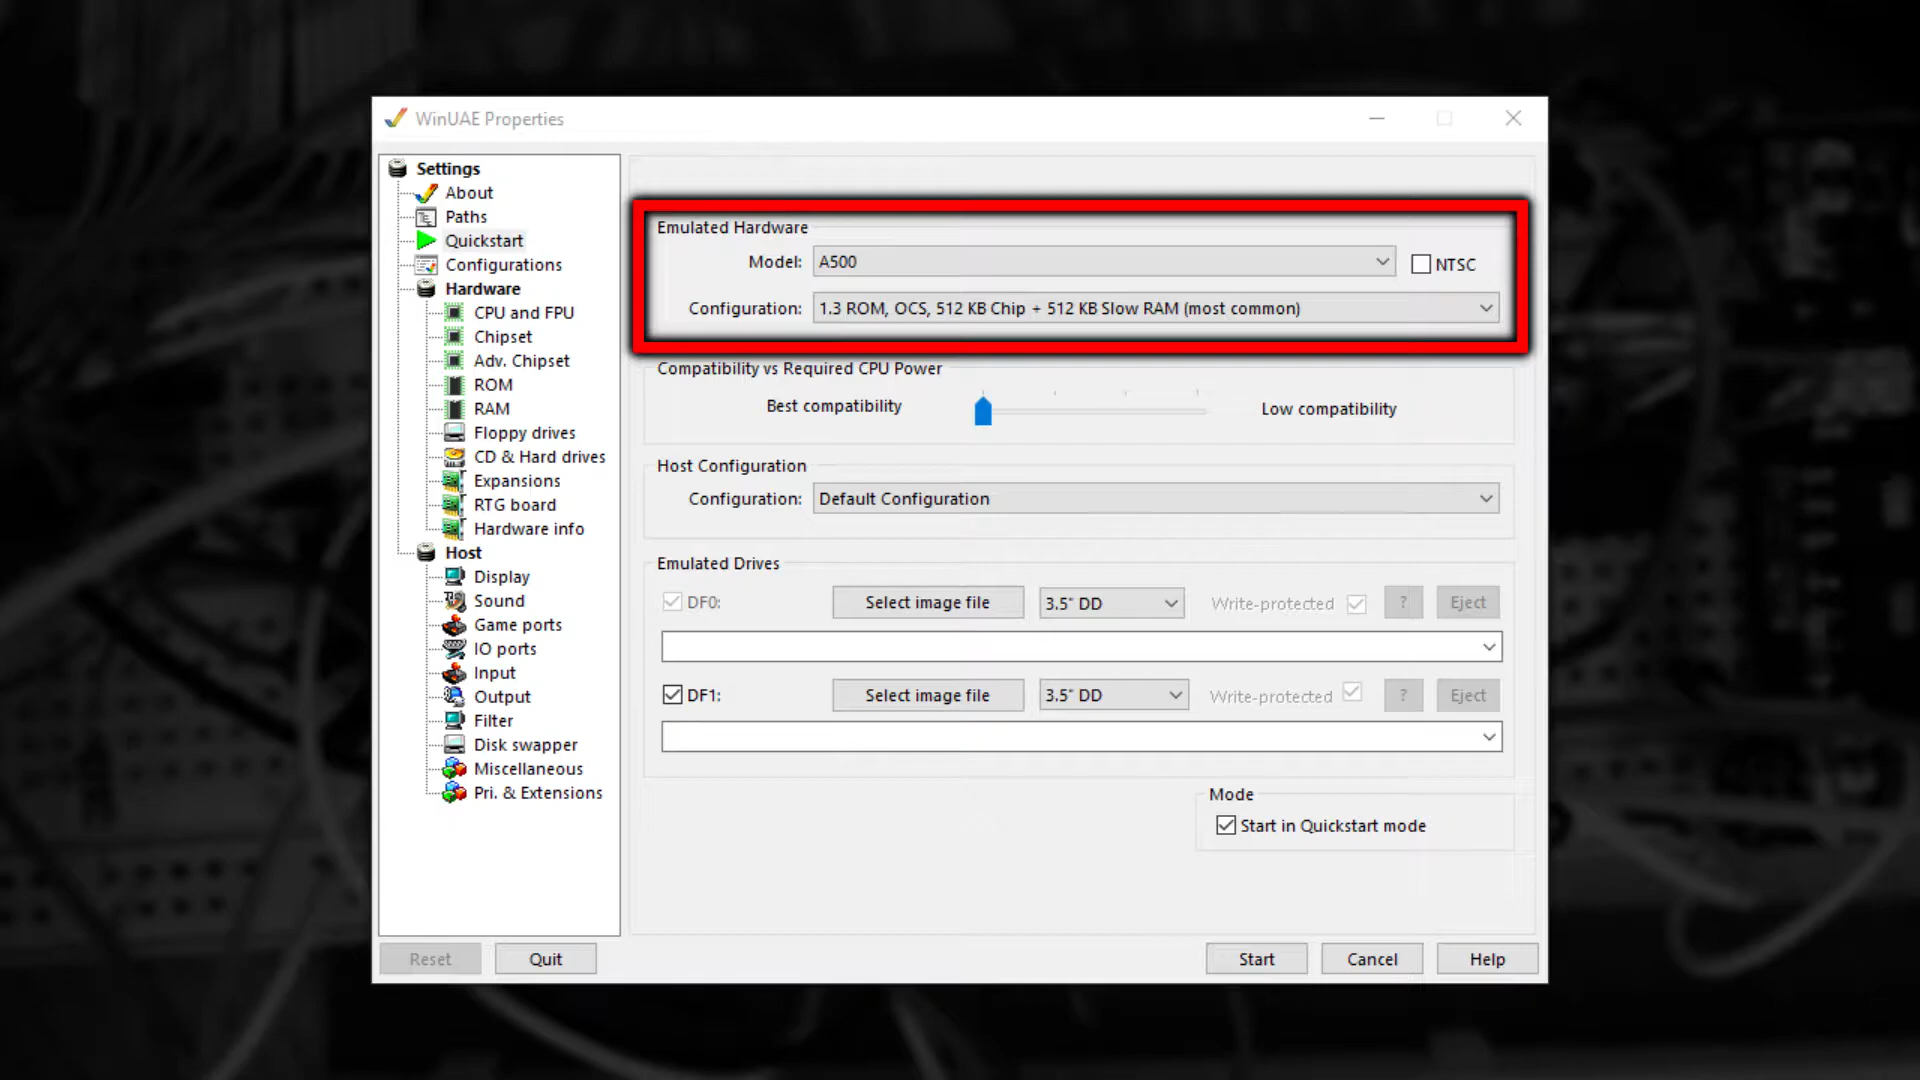 WinUAE Properties
Settings
About
Paths
Quickstart
Configurations
Hardware
CPU and FPU
Chipset
Adv. Chipset
ROM
RAM
Floppy drives
CD & Hard drives
Expansions
RTG board
Hardware info
Host
Display
Sound
Game ports
IO ports
Input
Output
Filter
Disk swapper
Miscellaneous
Pri. & Extensions
Emulated Hardware
Model: A500 NTSC
Configuration: 1.3 ROM, OCS, 512 KB Chip + 512 KB Slow RAM (most common)
Compatibility vs Required CPU Power
Best compatibility Low compatibility
Host Configuration
Configuration: Default Configuration
Emulated Drives
DF0: Select image file 3.5" DD Write-protected ? Eject
DF1: Select image file 3.5" DD Write-protected ? Eject
Mode
Start in Quickstart mode
Reset Quit Start Cancel Help